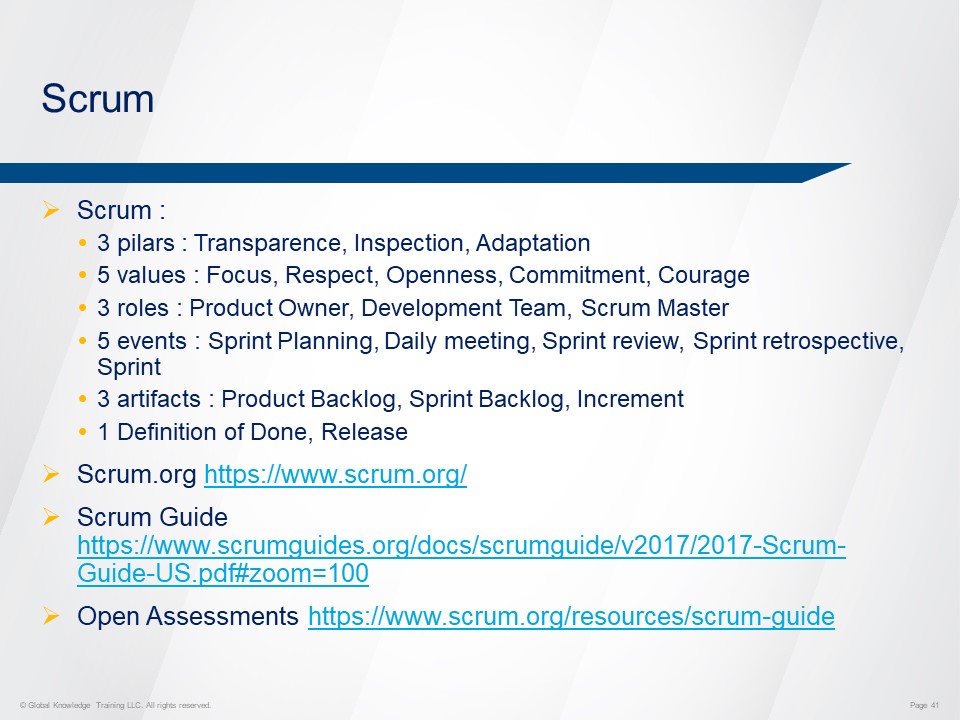 Scrum
Scrum :
3 pilars : Transparence, Inspection, Adaptation
5 values : Focus, Respect, Openness, Commitment, Courage
3 roles : Product Owner, Development Team, Scrum Master
5 events : Sprint Planning, Daily meeting, Sprint review, Sprint retrospective,
Sprint
3 artifacts : Product Backlog, Sprint Backlog, Increment
1 Definition of Done, Release
Scrum.org https://www.scrum.org/
Scrum Guide
https://www.scrumguides.org/docs/scrumguide/v2017/2017-Scrum-
Guide-US.pdf#zoom=100
Open Assessments https://www.scrum.org/resources/scrum-guide
© Global Knowledge Training LLC. All rights reserved.
Page 41